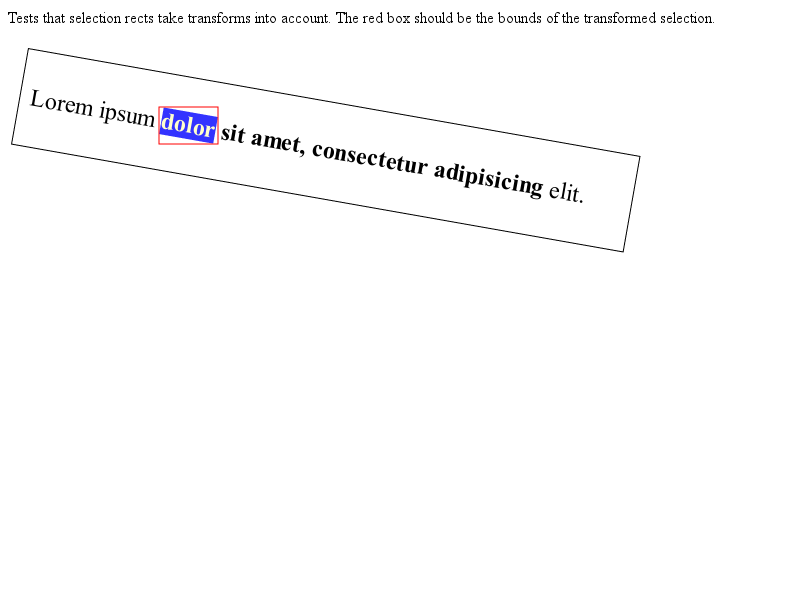 Tests that selection rects take transforms into account. The red box should be the bounds of the transformed selection.
Lorem ipsum dolor sit amet, consectetur adipisicing elit.